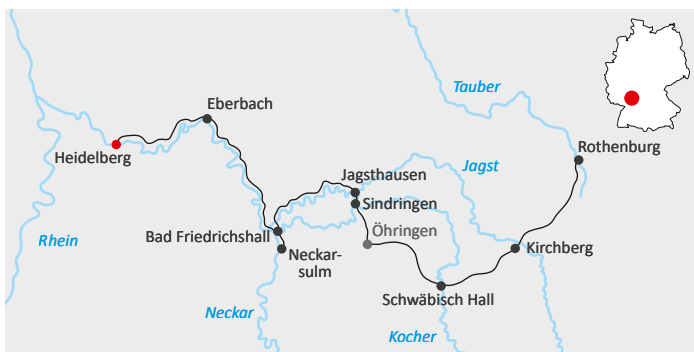 Tauber
Eberbach
Rothenburg
Heidelberg
Jagst
Jagsthausen
Sindringen
Öhringen
Rhein
Bad Friedrichshall
Neckar-
sulm
Kirchberg
Schwäbisch Hall
Neckar
Kocher